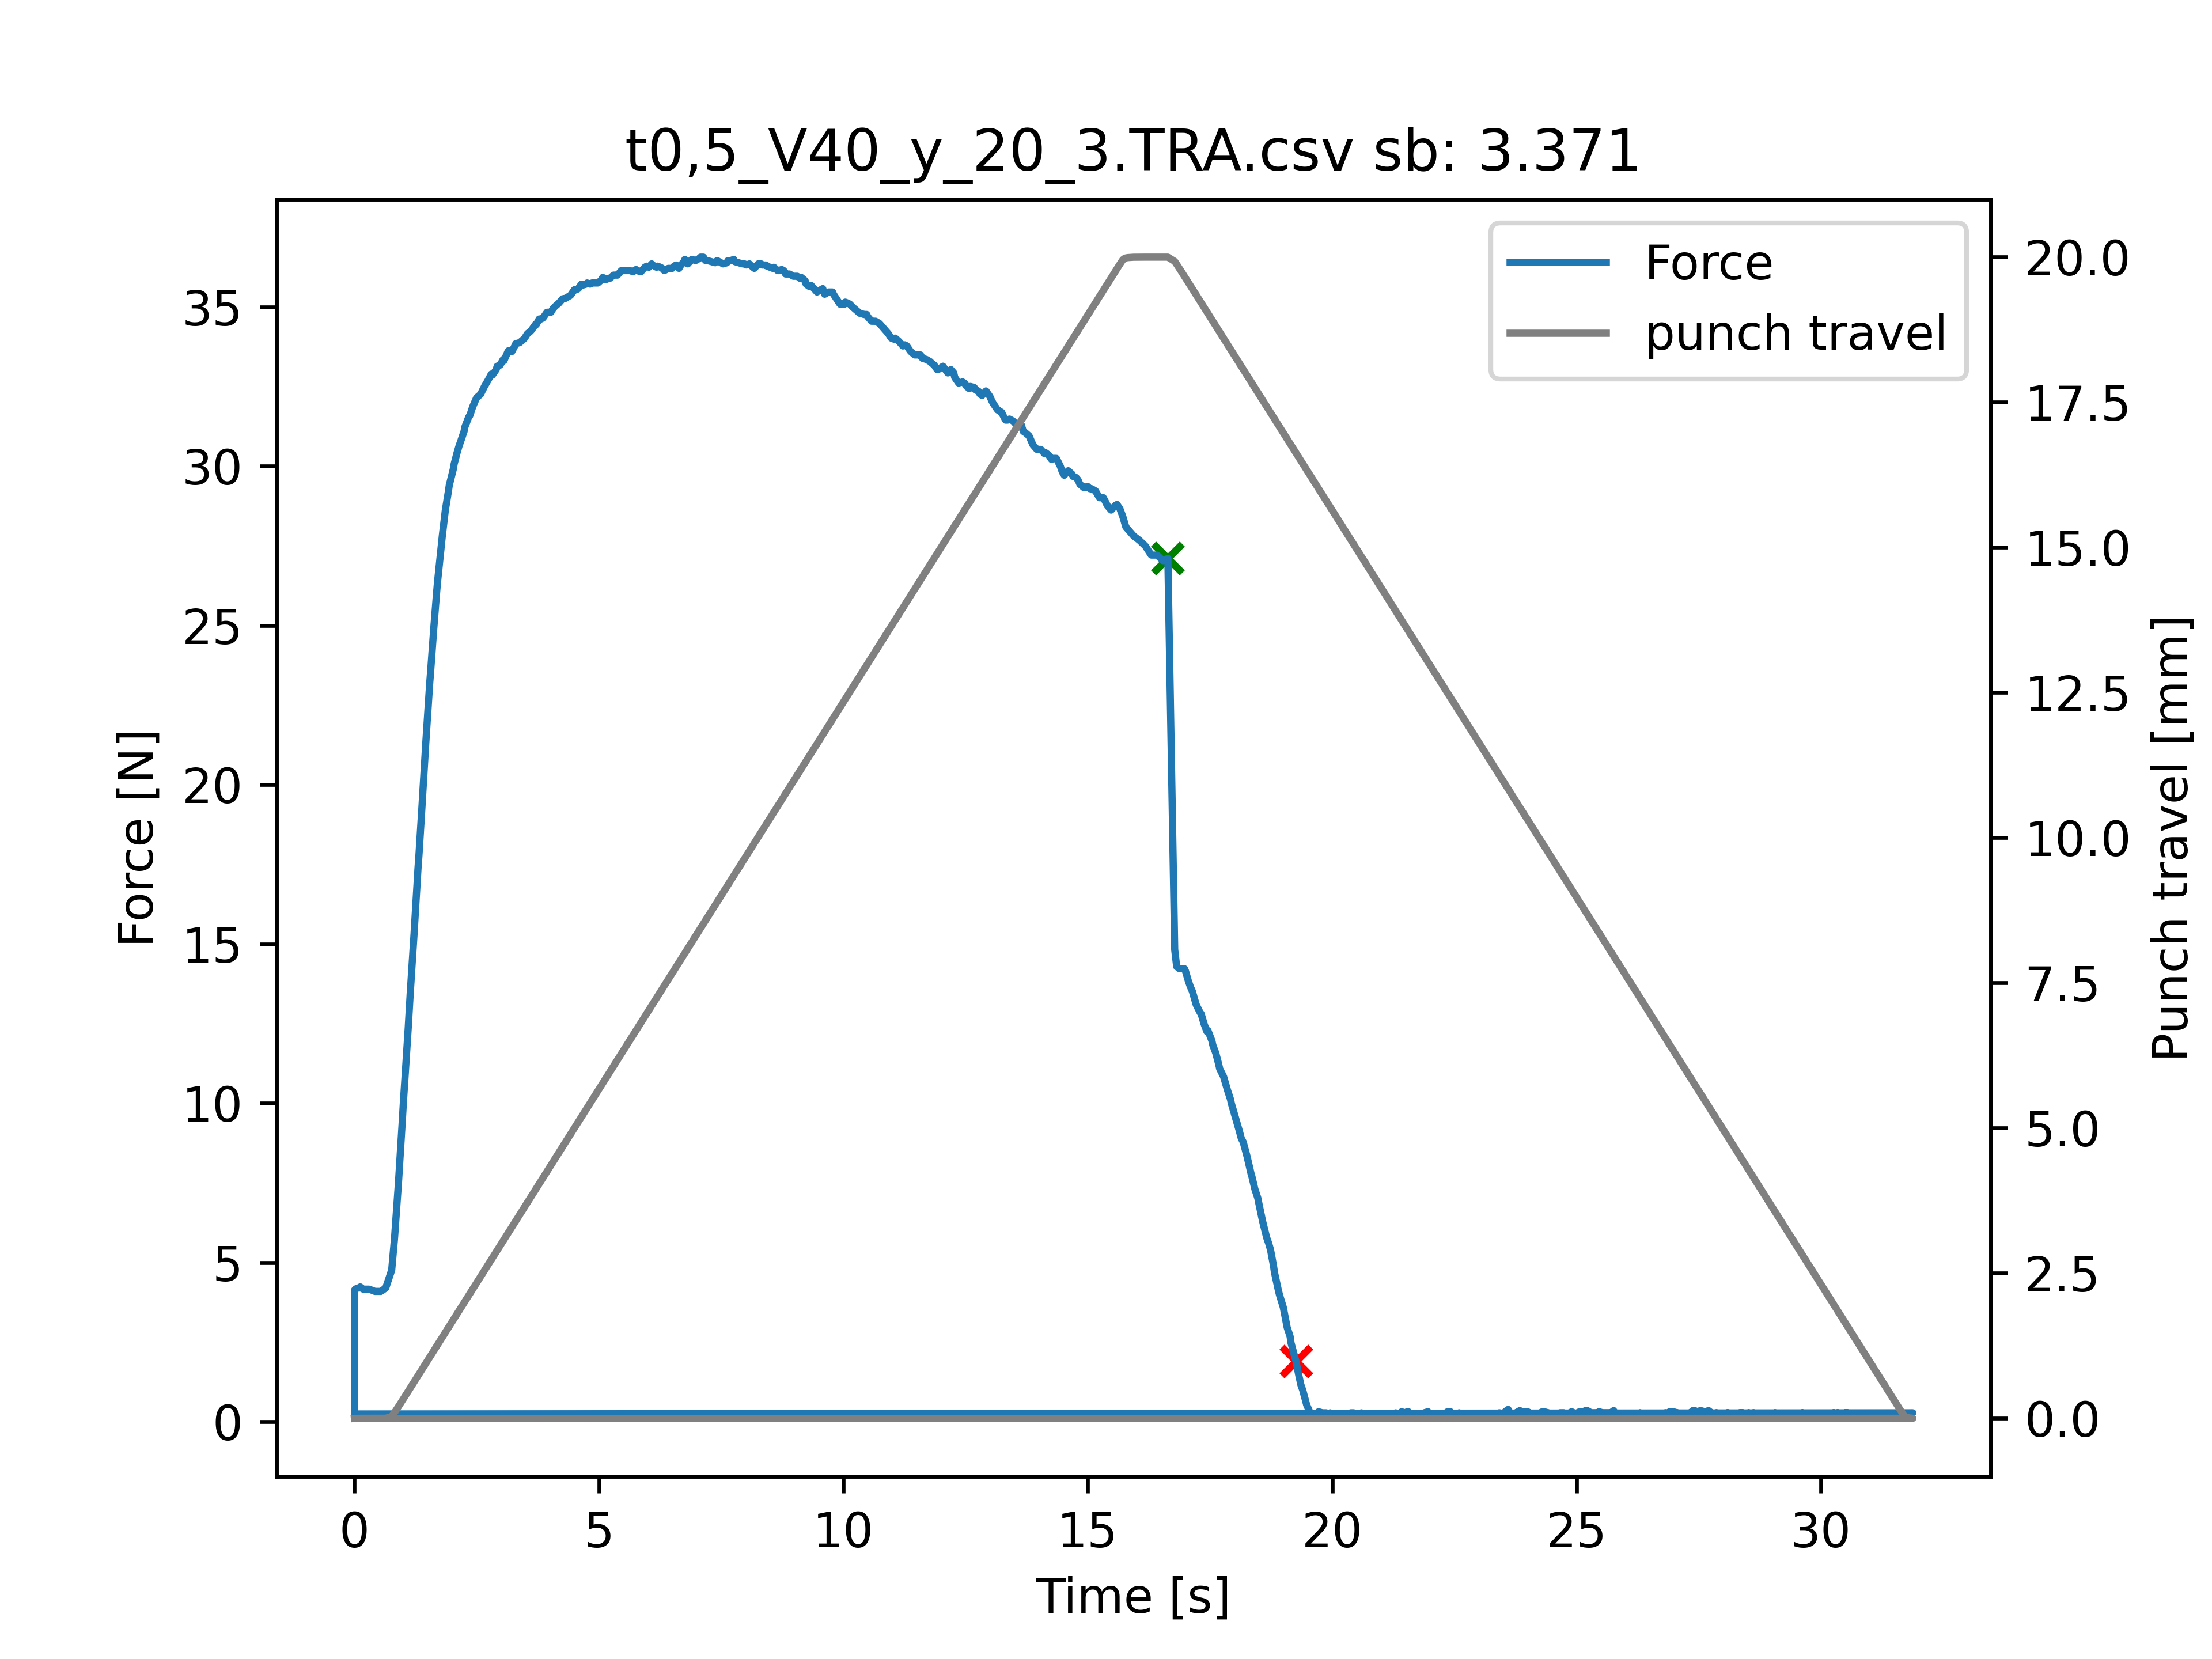 t0,5_V40_y_20_3.TRA.csv sb: 3.371
Force
punch travel
Force [N]
35
30
25
20
15
10
5
0
20.0
17.5
15.0
12.5
10.0
7.5
5.0
2.5
0.0
Punch travel [mm]
0 5 10 15 20 25 30
Time [s]